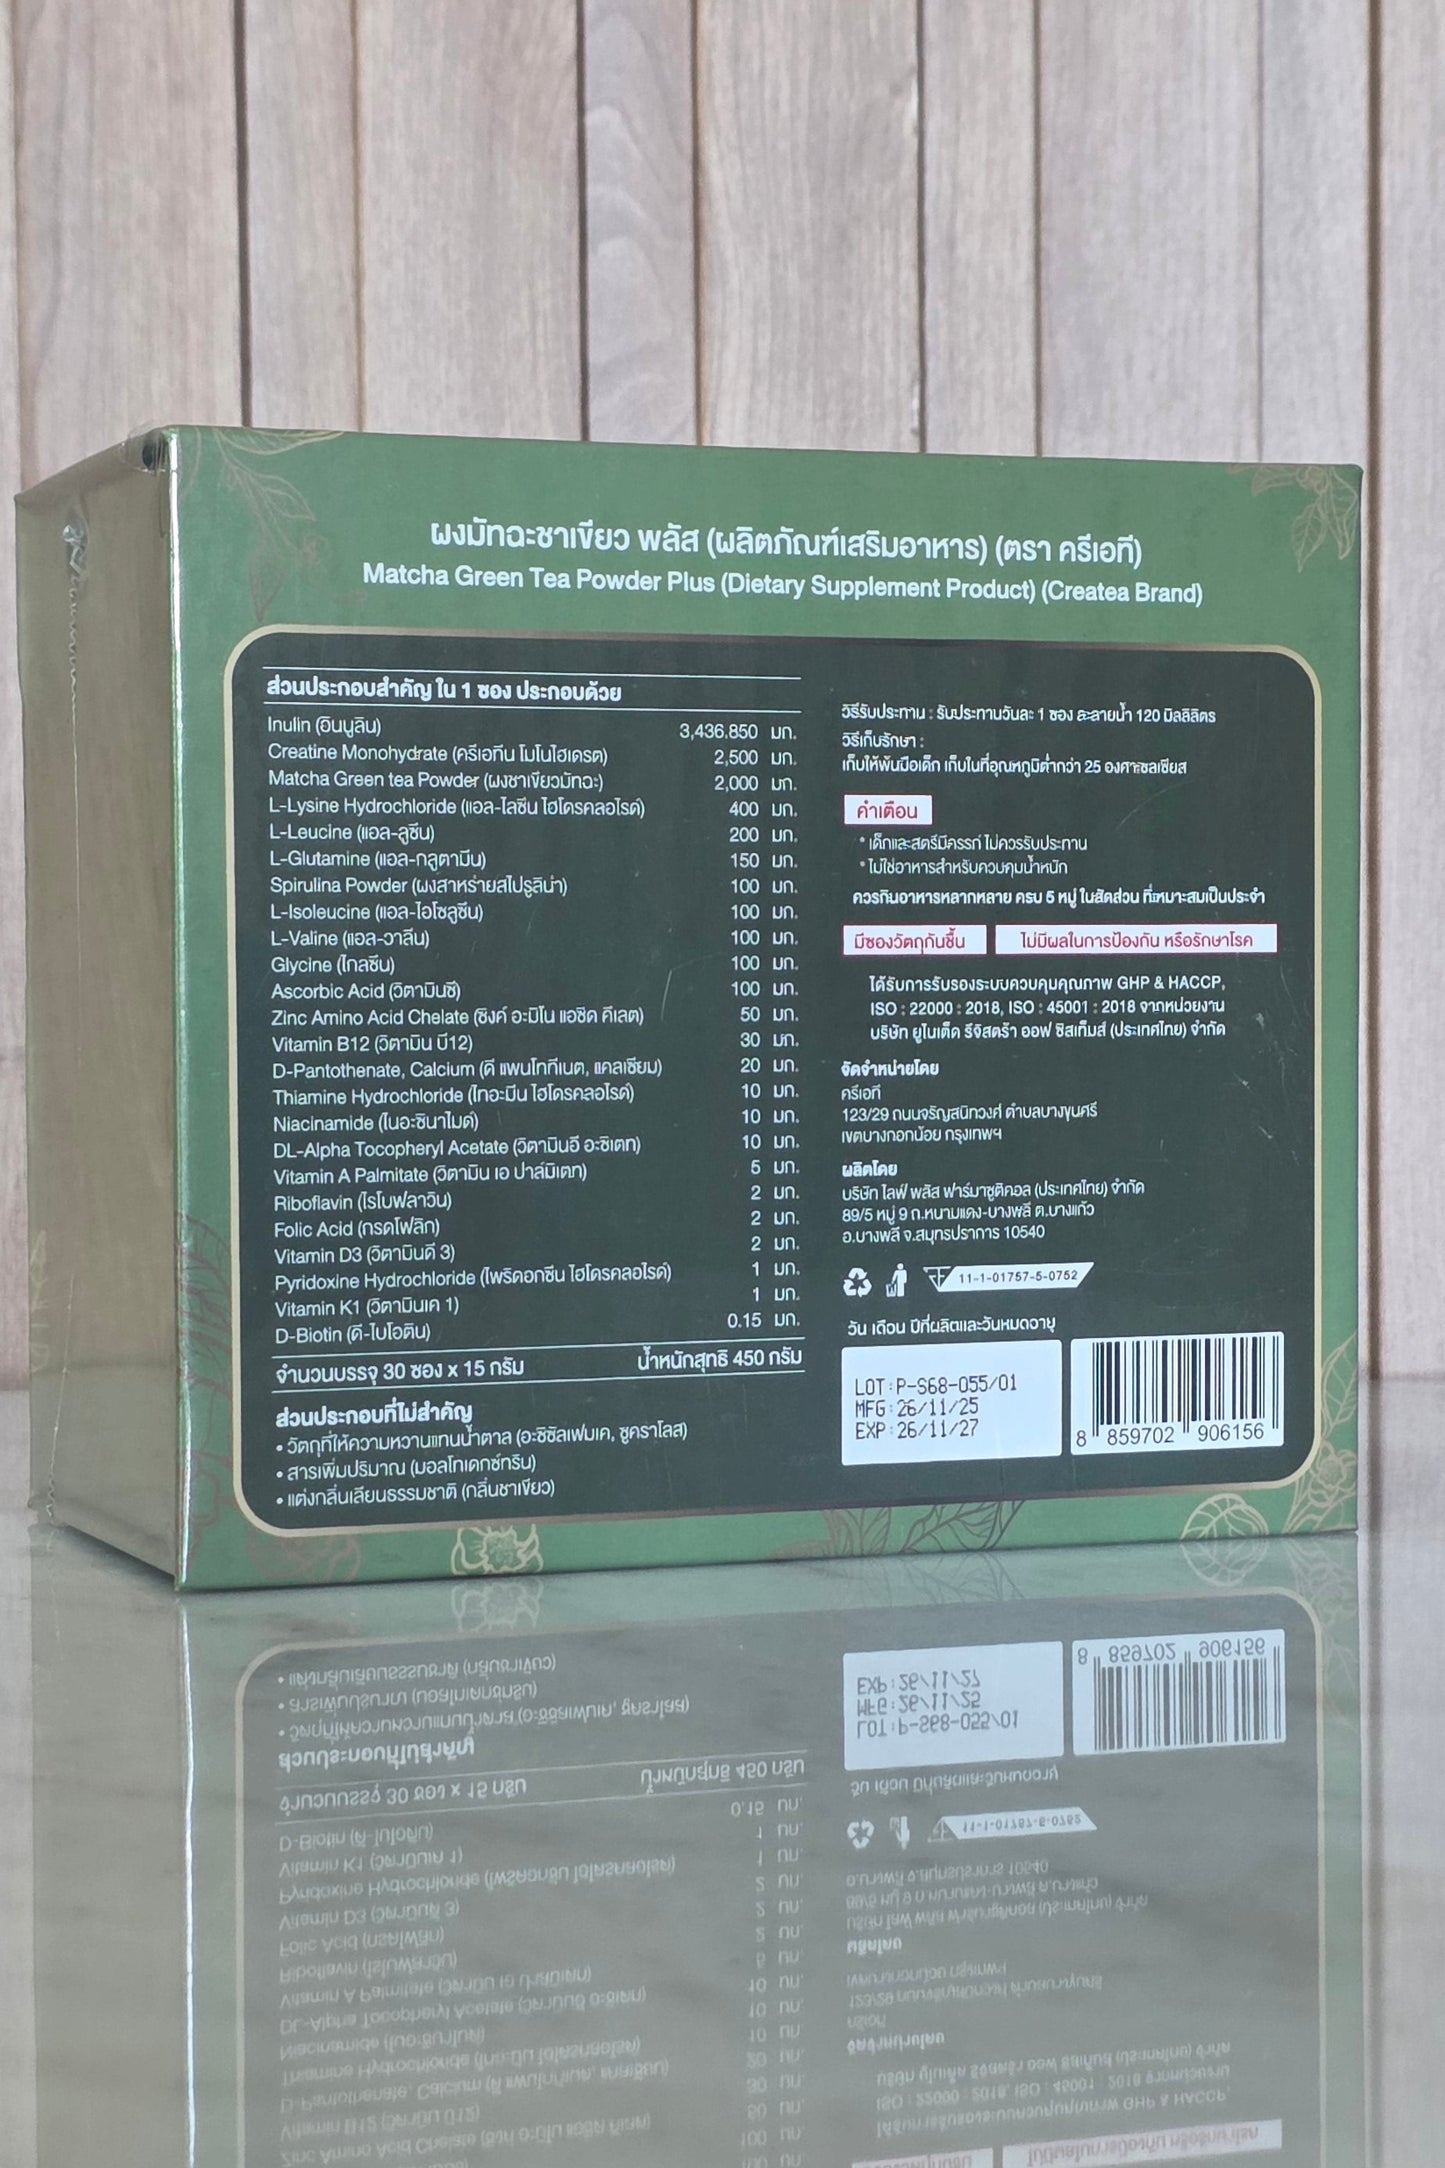 ผงมัทฉะชาเขียว พลัส (ผลิตภัณฑ์เสริมอาหาร) (ตรา ครีเอที)
Matcha Green Tea Powder Plus (Dietary Supplement Product) (Createa Brand)
ส่วนประกอบสำคัญ ใน 1 ซอง ประกอบด้วย
Inulin (อินนูลิน) 3,436.850 มก.
Creatine Monohydrate (ครีเอทีน โมโนไฮเดรต) 2,500 มก.
Matcha Green tea Powder (ผงชาเขียวมัทฉะ) 2,000 มก.
L-Lysine Hydrochloride (แอล-ไลซีน ไฮโดรคลอไรด์) 400 มก.
L-Leucine (แอล-ลูซีน) 200 มก.
L-Glutamine (แอล-กลูตามีน) 150 มก.
Spirulina Powder (ผงสาหร่ายสไปรูลิน่า) 100 มก.
L-Isoleucine (แอล-ไอโซลูซีน) 100 มก.
L-Valine (แอล-วาลีน) 100 มก.
Glycine (ไกลซีน) 100 มก.
Ascorbic Acid (วิตามินซี) 100 มก.
Zinc Amino Acid Chelate (ซิงค์ อะมิโน แอซิด คีเลต) 50 มก.
Vitamin B12 (วิตามิน บี12) 30 มก.
D-Pantothenate, Calcium (ดี แพนโททีเนต, แคลเซียม) 20 มก.
Thiamine Hydrochloride (ไทอะมีน ไฮโดรคลอไรด์) 10 มก.
Niacinamide (ไนอะซินาไมด์) 10 มก.
DL-Alpha Tocopheryl Acetate (วิตามินอี อะซิเตท) 10 มก.
Vitamin A Palmitate (วิตามิน เอ ปาล์มิเตท) 5 มก.
Riboflavin (ไรโบฟลาวิน) 2 มก.
Folic Acid (กรดโฟลิก) 2 มก.
Vitamin D3 (วิตามินดี 3) 2 มก.
Pyridoxine Hydrochloride (ไพริดอกซีน ไฮโดรคลอไรด์) 1 มก.
Vitamin K1 (วิตามินเค 1) 1 มก.
D-Biotin (ดี-ไบโอติน) 0.15 มก.
จำนวนบรรจุ 30 ซอง x 15 กรัม น้ำหนักสุทธิ 450 กรัม
ส่วนประกอบที่ไม่สำคัญ
• วัตถุที่ให้ความหวานแทนน้ำตาล (อะซิซัลเฟมเค, ซูคราโลส)
• สารเพิ่มปริมาณ (มอลโทเดกซ์ทริน)
• แต่งกลิ่นเลียนธรรมชาติ (กลิ่นชาเขียว)
วิธีรับประทาน : รับประทานวันละ 1 ซอง ละลายน้ำ 120 มิลลิลิตร
วิธีเก็บรักษา :
เก็บให้พ้นมือเด็ก เก็บในที่อุณหภูมิต่ำกว่า 25 องศาเซลเซียส
คำเตือน
* เด็กและสตรีมีครรภ์ ไม่ควรรับประทาน
* ไม่ใช่อาหารสำหรับควบคุมน้ำหนัก
ควรกินอาหารหลากหลาย ครบ 5 หมู่ ในสัดส่วน ที่เหมาะสมเป็นประจำ
มีซองวัตถุกันชื้น ไม่มีผลในการป้องกัน หรือรักษาโรค
ได้รับการรับรองระบบควบคุมคุณภาพ GHP & HACCP,
ISO : 22000 : 2018, ISO : 45001 : 2018 จากหน่วยงาน
บริษัท ยูไนเต็ด รีจิสตร้า ออฟ ซิสเท็มส์ (ประเทศไทย) จำกัด
จัดจำหน่ายโดย
ครีเอที
123/29 ถนนจรัญสนิทวงศ์ ตำบลบางขุนศรี
เขตบางกอกน้อย กรุงเทพฯ
ผลิตโดย
บริษัท ไลฟ์ พลัส ฟาร์มาซูติคอล (ประเทศไทย) จำกัด
89/5 หมู่ 9 ถ.หนามแดง-บางพลี ต.บางแก้ว
อ.บางพลี จ.สมุทรปราการ 10540
11-1-01757-5-0752
วัน เดือน ปีที่ผลิตและวันหมดอายุ
LOT:P-S68-055/01
MFG:26/11/25
EXP:26/11/27
8 859702 906156